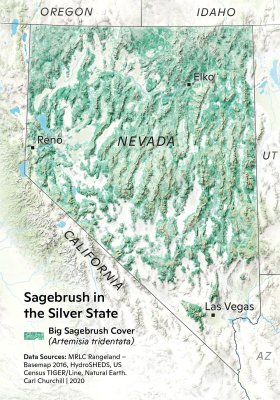 OREGON
IDAHO
Elko
Reno
NEVADA
UT
CALIFORNIA
Sagebrush in
the Silver State
Las Vegas
Big Sagebrush Cover
(Artemisia tridentata)
AZ
Data Sources: MRLC Rangeland –
Basemap 2016, HydroSHEDS, US
Census TIGER/Line, Natural Earth.
Carl Churchill | 2020